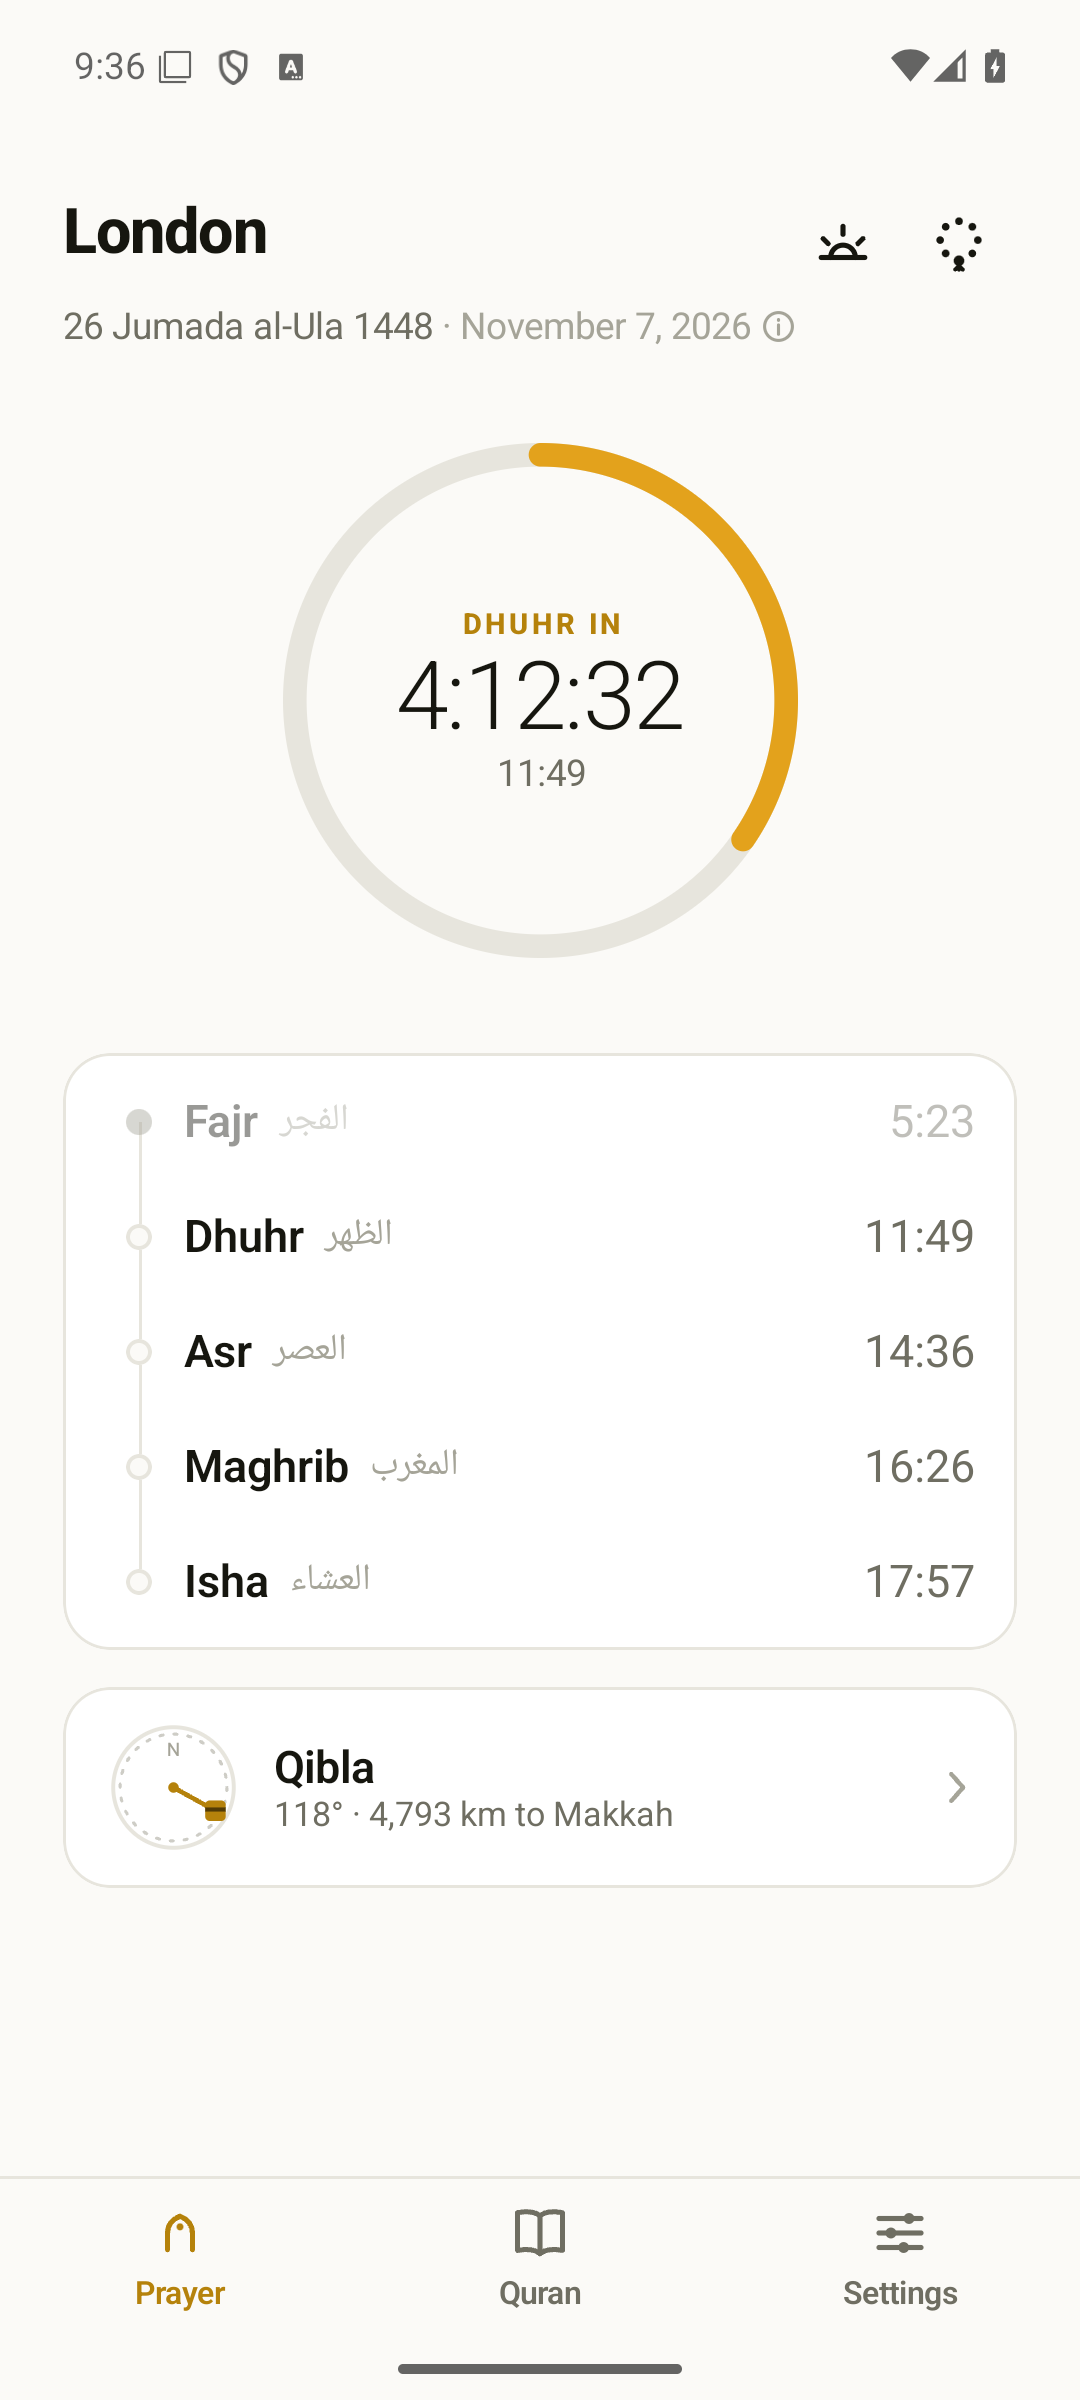 9:36
London
26 Jumada al-Ula 1448 · November 7, 2026
DHUHR IN
4:12:32
11:49
Fajr الفجر 5:23
Dhuhr الظهر 11:49
Asr العصر 14:36
Maghrib المغرب 16:26
Isha العشاء 17:57
N
Qibla
118° · 4,793 km to Makkah
Prayer
Quran
Settings